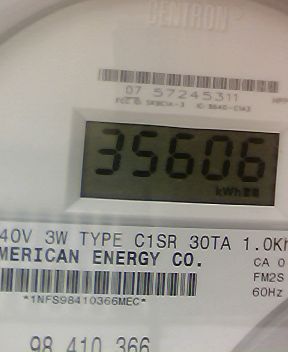 CENTRON®
07 57245311
35606
kWh
40V 3W TYPE C1SR 30TA 1.0Kh
MERICAN ENERGY CO.
CA 0
FM2S
60Hz
*1NFS98410366MEC*
98 410 366